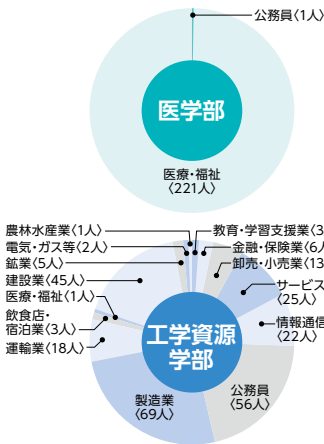 公務員〈1人〉
医学部
医療・福祉
〈221人〉
農林水産業〈1人〉
電気・ガス等〈2人〉
鉱業〈5人〉
建設業〈45人〉
医療・福祉〈1人〉
飲食店・
宿泊業〈3人〉
運輸業〈18人〉
製造業
〈69人〉
工学資源
学部
教育・学習支援業〈3
金融・保険業〈6人
卸売・小売業〈13
サービス
〈25人〉
情報通信
〈22人〉
公務員
〈56人〉